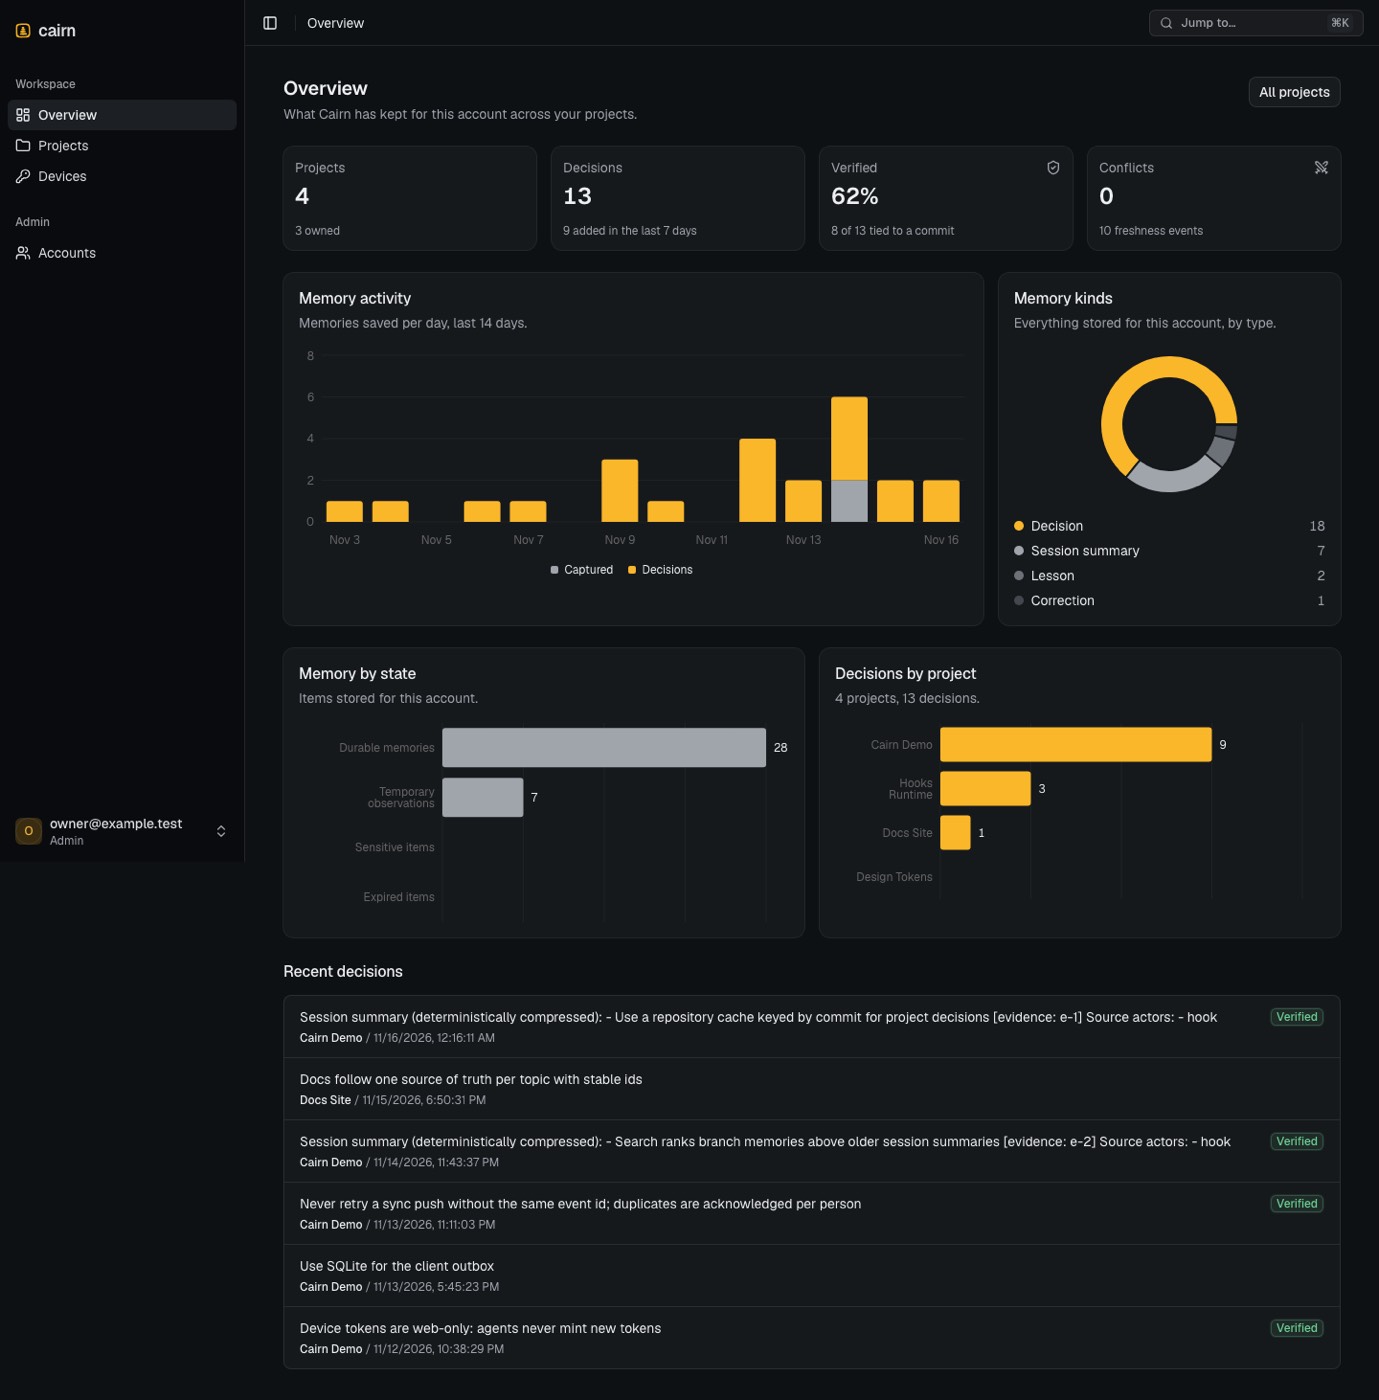 cairn
Overview
Jump to...
⌘K
Workspace
Overview
Projects
Devices
Admin
Accounts
Overview
What Cairn has kept for this account across your projects.
All projects
Projects
4
3 owned
Decisions
13
9 added in the last 7 days
Verified
62%
8 of 13 tied to a commit
Conflicts
0
10 freshness events
Memory activity
Memories saved per day, last 14 days.
8
6
4
2
0
Nov 3
Nov 5
Nov 7
Nov 9
Nov 11
Nov 13
Nov 16
Captured
Decisions
Memory kinds
Everything stored for this account, by type.
Decision 18
Session summary 7
Lesson 2
Correction 1
Memory by state
Items stored for this account.
Durable memories 28
Temporary
observations 7
Sensitive items
Expired items
Decisions by project
4 projects, 13 decisions.
Cairn Demo 9
Hooks
Runtime 3
Docs Site 1
Design Tokens
O
owner@example.test
Admin
Recent decisions
Session summary (deterministically compressed): - Use a repository cache keyed by commit for project decisions [evidence: e-1] Source actors: - hook
Verified
Cairn Demo / 11/16/2026, 12:16:11 AM
Docs follow one source of truth per topic with stable ids
Docs Site / 11/15/2026, 6:50:31 PM
Session summary (deterministically compressed): - Search ranks branch memories above older session summaries [evidence: e-2] Source actors: - hook
Verified
Cairn Demo / 11/14/2026, 11:43:37 PM
Never retry a sync push without the same event id; duplicates are acknowledged per person
Verified
Cairn Demo / 11/13/2026, 11:11:03 PM
Use SQLite for the client outbox
Cairn Demo / 11/13/2026, 5:45:23 PM
Device tokens are web-only: agents never mint new tokens
Verified
Cairn Demo / 11/12/2026, 10:38:29 PM